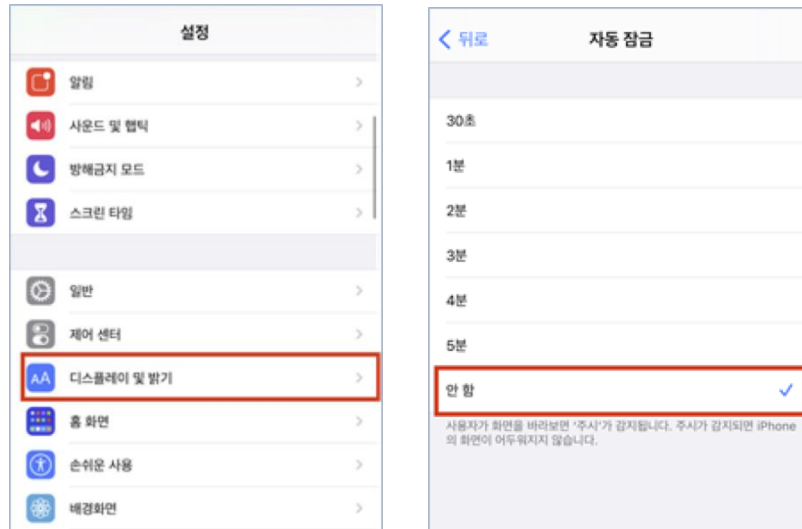 설정
알림
사운드 및 햅틱
방해금지 모드
스크린 타임
일반
제어 센터
AA 디스플레이 및 밝기
홈 화면
손쉬운 사용
배경화면
뒤로 자동 잠금
30초
1분
2분
3분
4분
5분
안 함
사용자가 화면을 바라보면 '주시'가 감지됩니다. 주시가 감지되면 iPhone
의 화면이 어두워지지 않습니다.